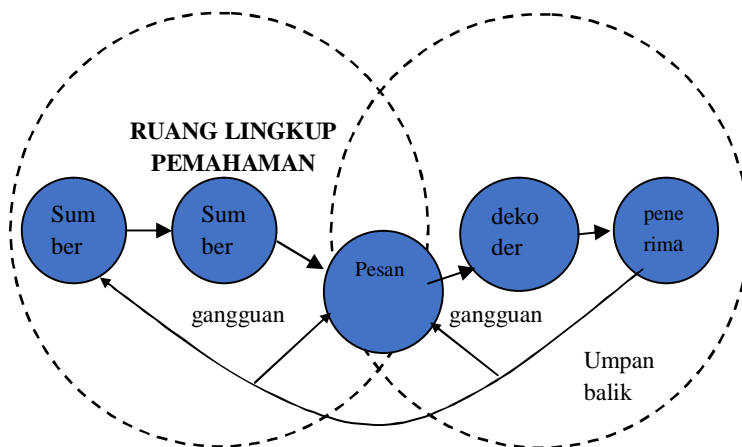 RUANG LINGKUP
PEMAHAMAN
Sum
ber
Sum
ber
Pesan
deko
der
pene
rima
gangguan
gangguan
Umpan
balik